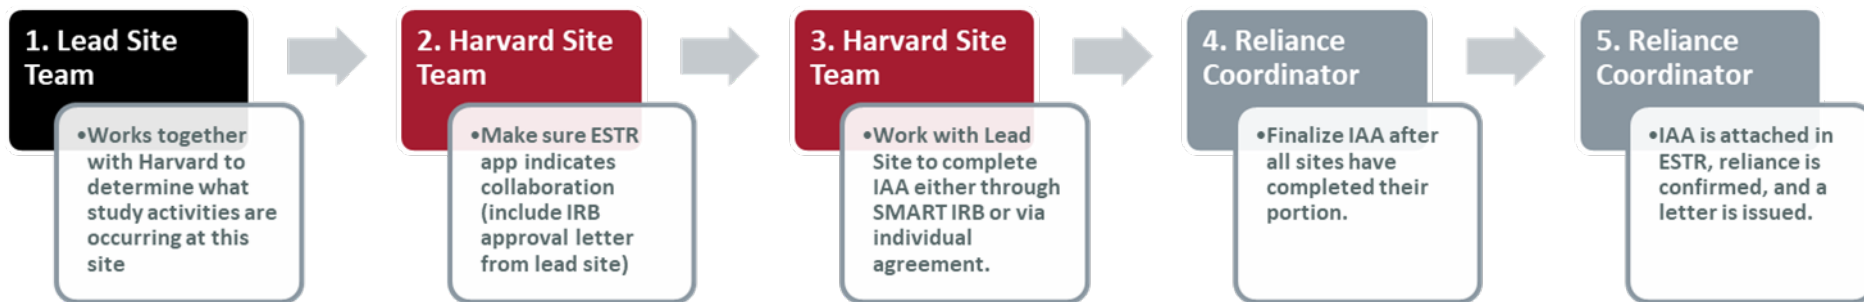 1. Lead Site
Team
•Works together
with Harvard to
determine what
study activities are
occurring at this
site
2. Harvard Site
Team
•Make sure ESTR
app indicates
collaboration
(include IRB
approval letter
from lead site)
3. Harvard Site
Team
•Work with Lead
Site to complete
IAA either through
SMART IRB or via
individual
agreement.
4. Reliance
Coordinator
•Finalize IAA after
all sites have
completed their
portion.
5. Reliance
Coordinator
•IAA is attached in
ESTR, reliance is
confirmed, and a
letter is issued.